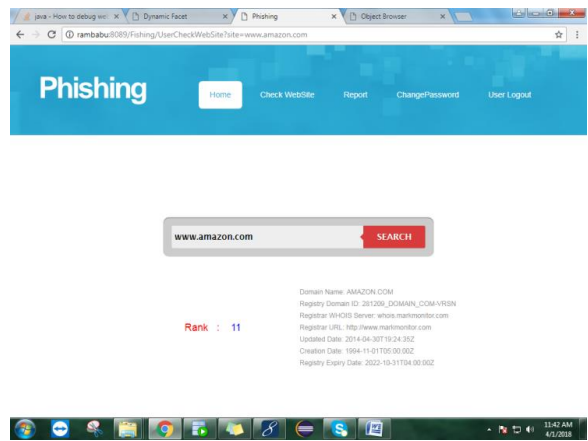 java - How to debug we
Dynamic Facet
Phishing
Object Browser
rambabu:8089/Fishing/UserCheckWebSite?site=www.amazon.com
Phishing
Home
Check WebSite
Report
ChangePassword
User Logout
www.amazon.com
SEARCH
Rank : 11
Domain Name: AMAZON.COM
Registry Domain ID: 281209_DOMAIN_COM-VRSN
Registrar WHOIS Server: whois.markmonitor.com
Registrar URL: http://www.markmonitor.com
Updated Date: 2014-04-30T19:24:35Z
Creation Date: 1994-11-01T05:00:00Z
Registry Expiry Date: 2022-10-31T04:00:00Z
11:42 AM
4/1/2018